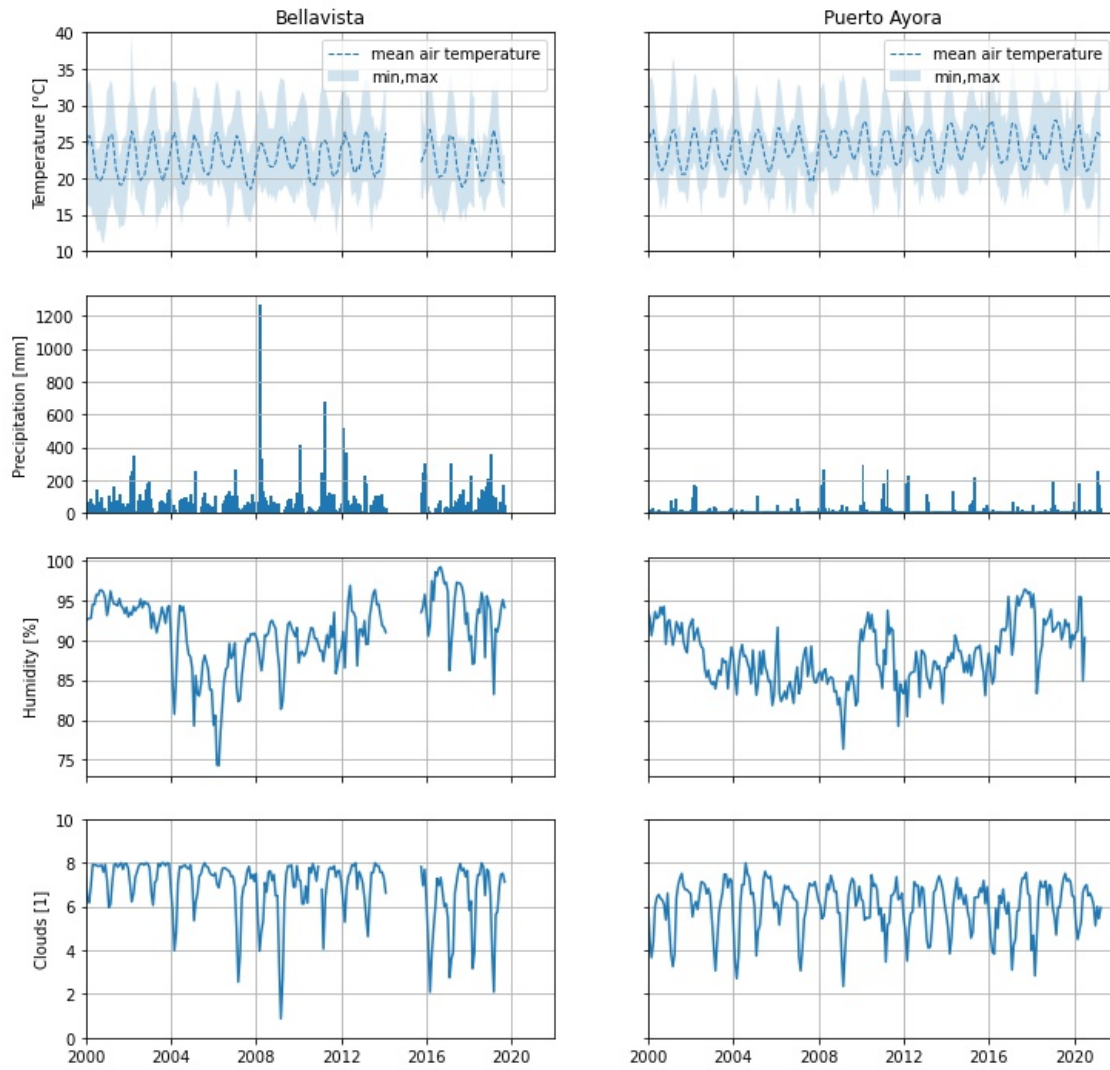 Bellavista
Puerto Ayora
Temperature [°C]
40
35
30
25
20
15
10
mean air temperature
min,max
mean air temperature
min,max
Precipitation [mm]
1200
1000
800
600
400
200
0
Humidity [%]
100
95
90
85
80
75
Clouds [1]
10
8
6
4
2
0
2000 2004 2008 2012 2016 2020
2000 2004 2008 2012 2016 2020